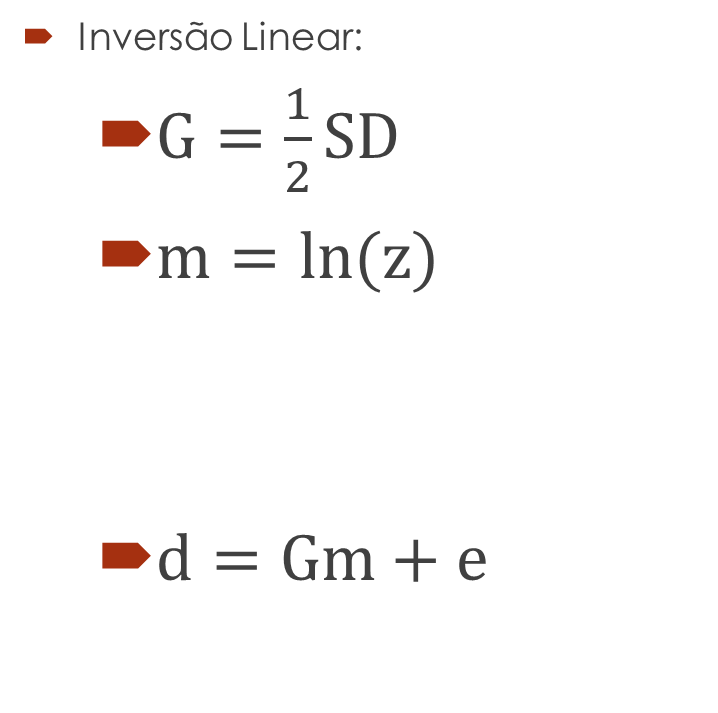 Inversão Linear:
G = 1/2 SD
m = ln(z)
d = Gm + e